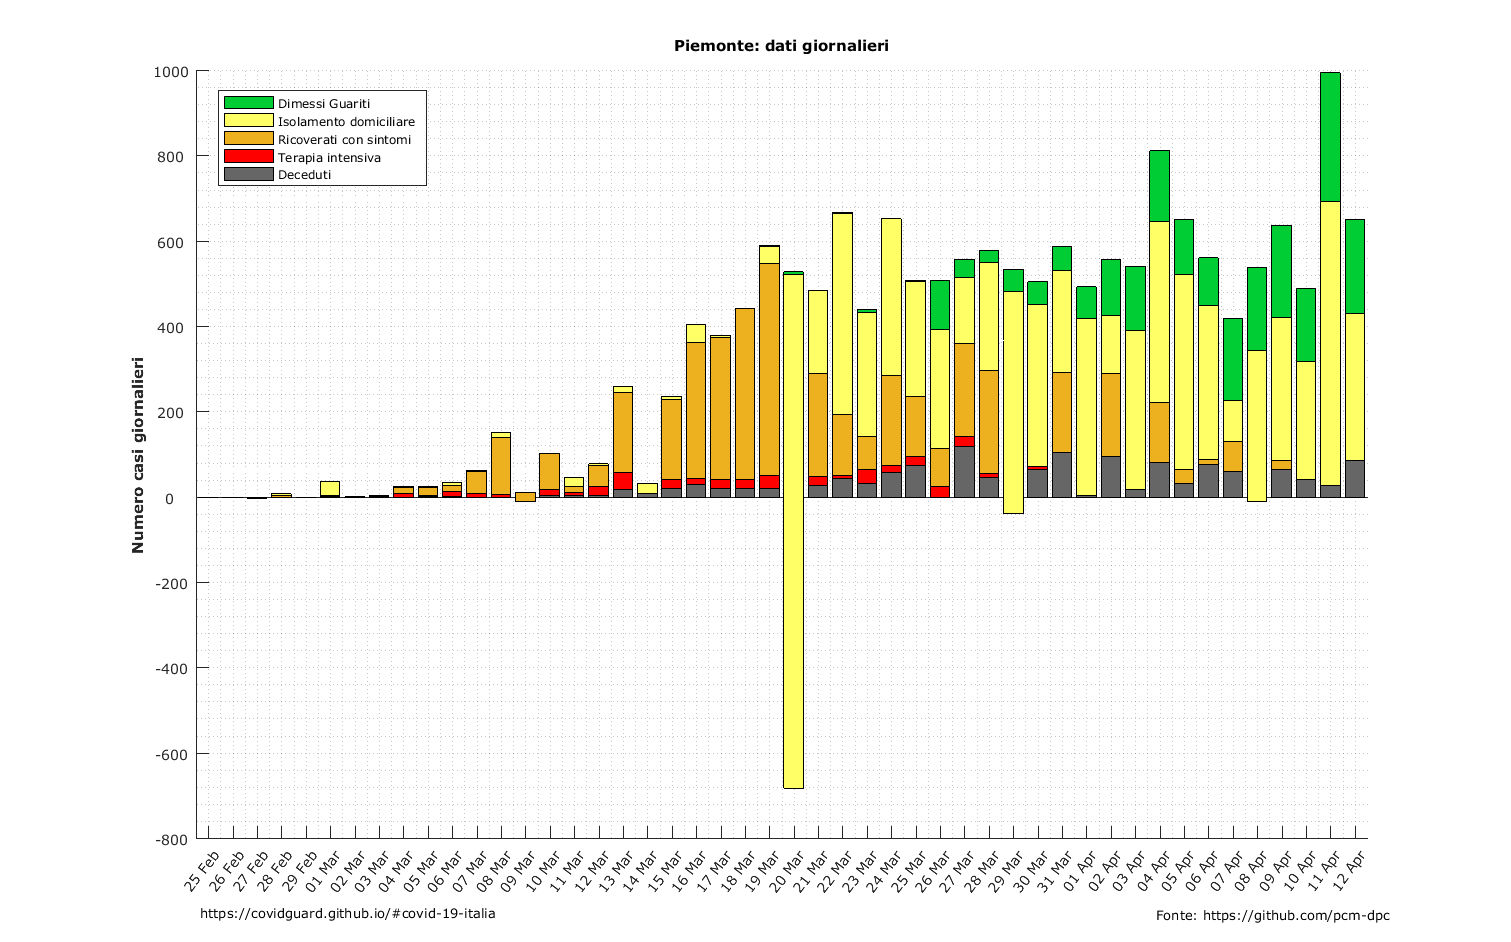 Piemonte: dati giornalieri
1000
800
600
400
200
0
-200
-400
-600
-800
Numero casi giornalieri
Dimessi Guariti
Isolamento domiciliare
Ricoverati con sintomi
Terapia intensiva
Deceduti
25 Feb
26 Feb
27 Feb
28 Feb
29 Feb
01 Mar
02 Mar
03 Mar
04 Mar
05 Mar
06 Mar
07 Mar
08 Mar
09 Mar
10 Mar
11 Mar
12 Mar
13 Mar
14 Mar
15 Mar
16 Mar
17 Mar
18 Mar
19 Mar
20 Mar
21 Mar
22 Mar
23 Mar
24 Mar
25 Mar
26 Mar
27 Mar
28 Mar
29 Mar
30 Mar
31 Mar
01 Apr
02 Apr
03 Apr
04 Apr
05 Apr
06 Apr
07 Apr
08 Apr
09 Apr
10 Apr
11 Apr
12 Apr
https://covidguard.github.io/#covid-19-italia
Fonte: https://github.com/pcm-dpc